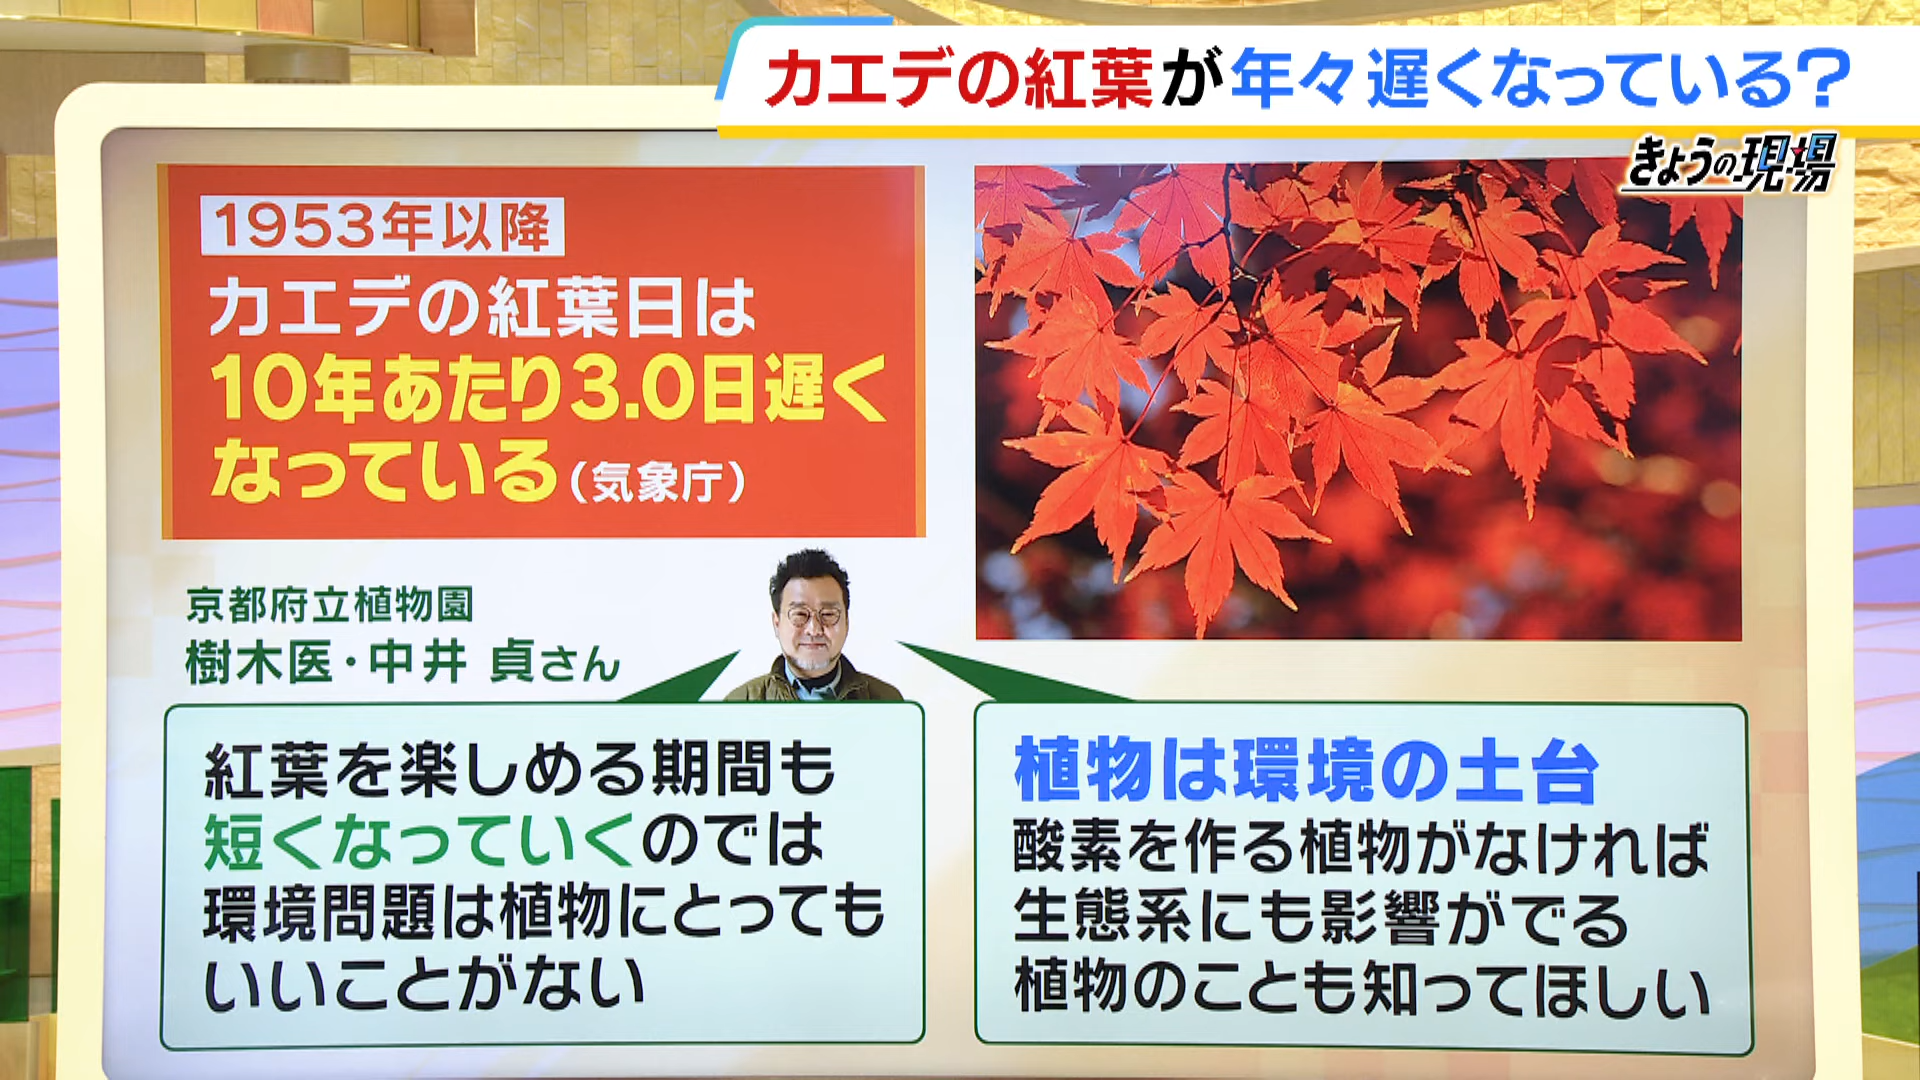 カエデの紅葉が年々遅くなっている？
きょうの現場
1953年以降
カエデの紅葉日は
10年あたり3.0日遅く
なっている（気象庁）
京都府立植物園
樹木医・中井 貞さん
紅葉を楽しめる期間も
短くなっていくのでは
環境問題は植物にとっても
いいことがない
植物は環境の土台
酸素を作る植物がなければ
生態系にも影響がでる
植物のことも知ってほしい